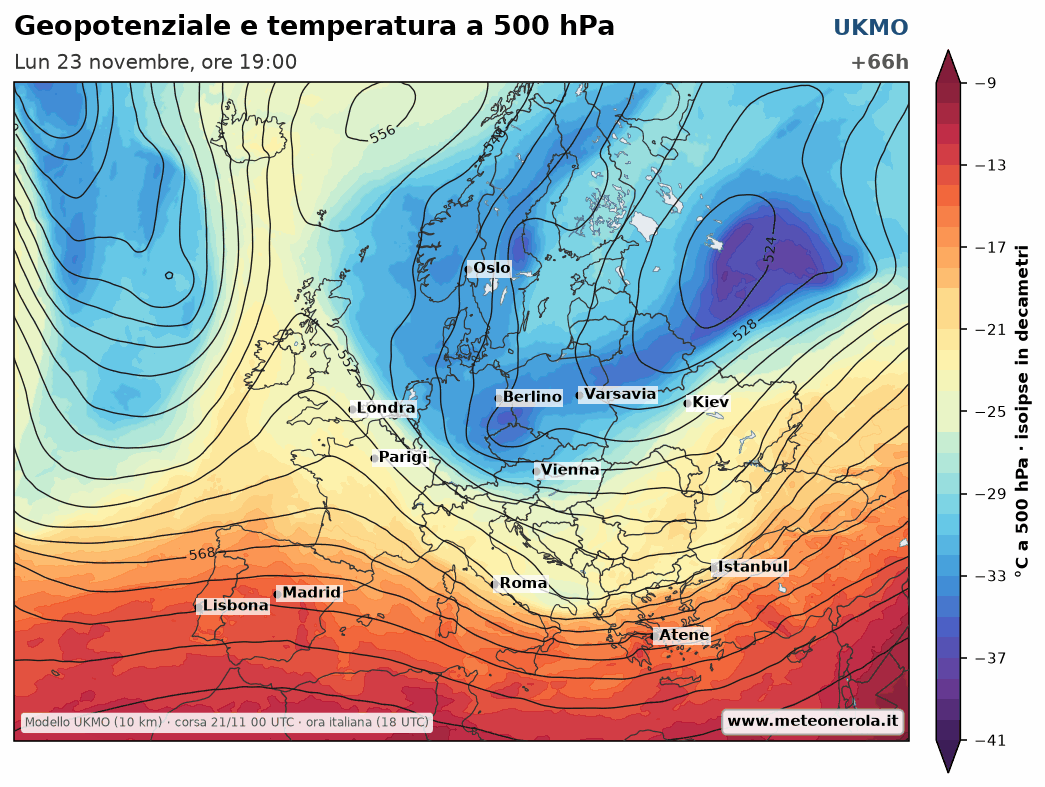 Geopotenziale e temperatura a 500 hPa
UKMO
Lun 23 novembre, ore 19:00
+66h
556
540
524
528
552
568
Oslo
Berlino
Varsavia
Kiev
Londra
Parigi
Vienna
Roma
Istanbul
Madrid
Lisbona
Atene
−9
−13
−17
−21
−25
−29
−33
−37
−41
°C a 500 hPa · isoipse in decametri
Modello UKMO (10 km) · corsa 21/11 00 UTC · ora italiana (18 UTC)
www.meteonerola.it